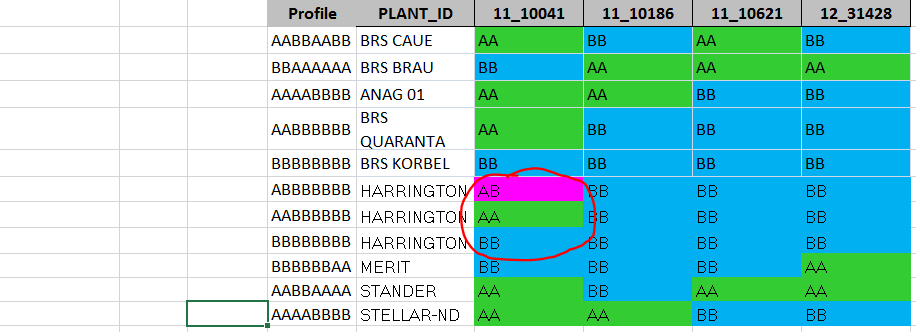 Profile PLANT_ID 11_10041 11_10186 11_10621 12_31428
AABBAABB BRS CAUE AA BB AA BB
BBAAAAAA BRS BRAU BB AA AA AA
AAAABBBB ANAG 01 AA AA BB BB
AABBBBBB BRS QUARANTA AA BB BB BB
BBBBBBBB BRS KORBEL BB BB BB BB
ABBBBBBB HARRINGTON AB BB BB BB
AABBBBBB HARRINGTON AA BB BB BB
BBBBBBBB HARRINGTON BB BB BB BB
BBBBBBAA MERIT BB BB BB AA
AABBAAAA STANDER AA BB AA AA
AAAABBBB STELLAR-ND AA AA BB BB